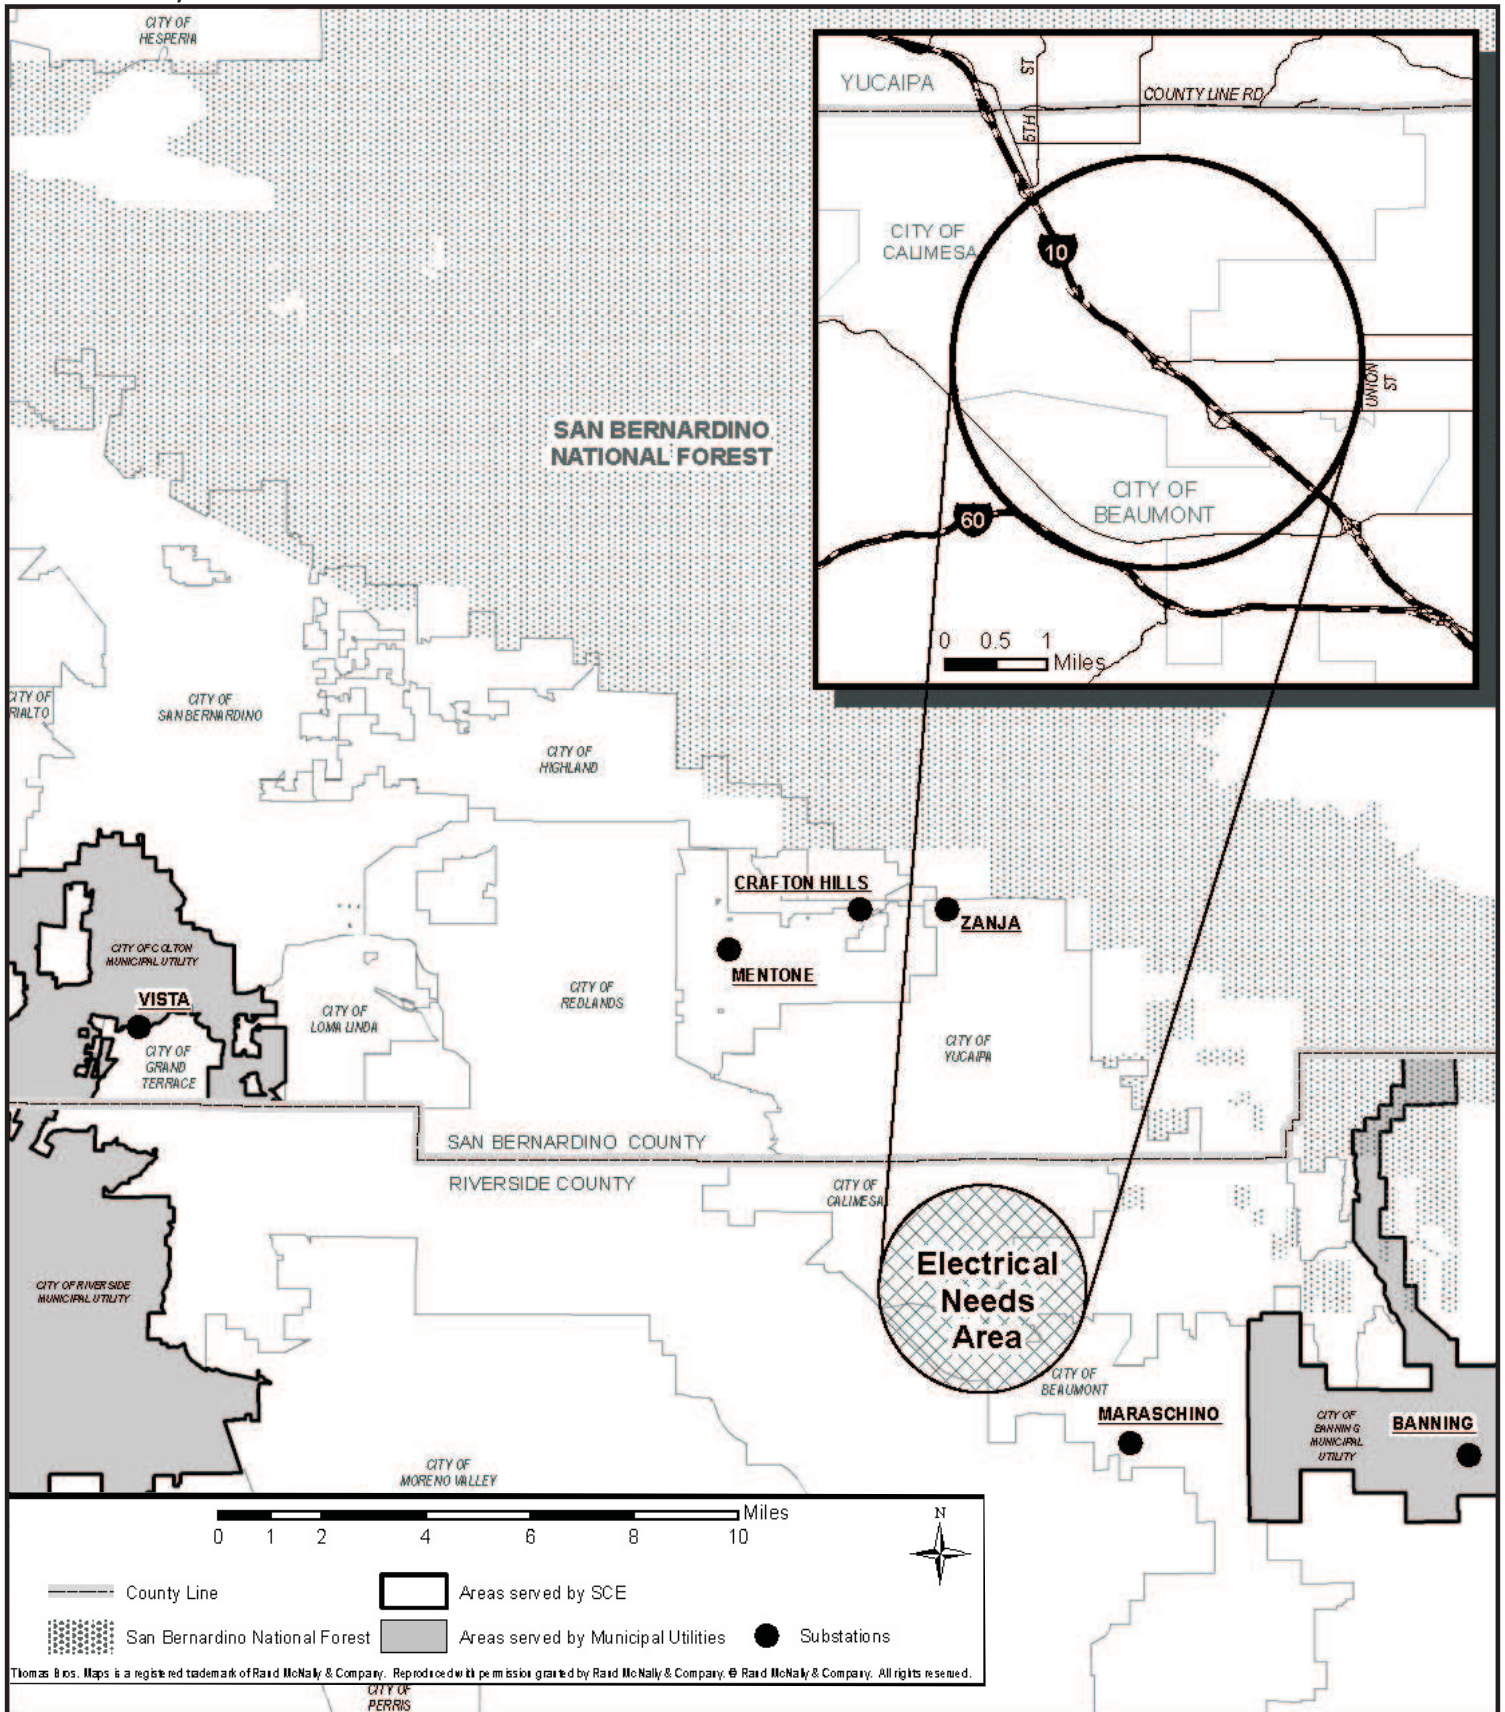 CITY OF
HESPERIA
YUCAIPA
ST
5TH
COUNTY LINE RD
CITY OF
CALIMESA
10
UNION
ST
CITY OF
BEAUMONT
60
0 0.5 1
Miles
SAN BERNARDINO
NATIONAL FOREST
CITY OF
RIALTO
CITY OF
SAN BERNARDINO
CITY OF
HIGHLAND
CRAFTON HILLS
ZANJA
MENTONE
CITY OF COLTON
MUNICIPAL UTILITY
VISTA
CITY OF
GRAND
TERRACE
CITY OF
LOMA LINDA
CITY OF
REDLANDS
CITY OF
YUCAIPA
SAN BERNARDINO COUNTY
RIVERSIDE COUNTY
CITY OF
CALIMESA
CITY OF RIVERSIDE
MUNICIPAL UTILITY
Electrical
Needs
Area
CITY OF
BEAUMONT
MARASCHINO
CITY OF
BANNING
MUNICIPAL
UTILITY
BANNING
CITY OF
MORENO VALLEY
Miles
0 1 2 4 6 8 10
N
County Line
Areas served by SCE
San Bernardino National Forest
Areas served by Municipal Utilities
Substations
Thomas Bros. Maps is a registered trademark of Rand McNally & Company. Reproduced with permission granted by Rand McNally & Company. © Rand McNally & Company. All rights reserved.
CITY OF
PERRIS